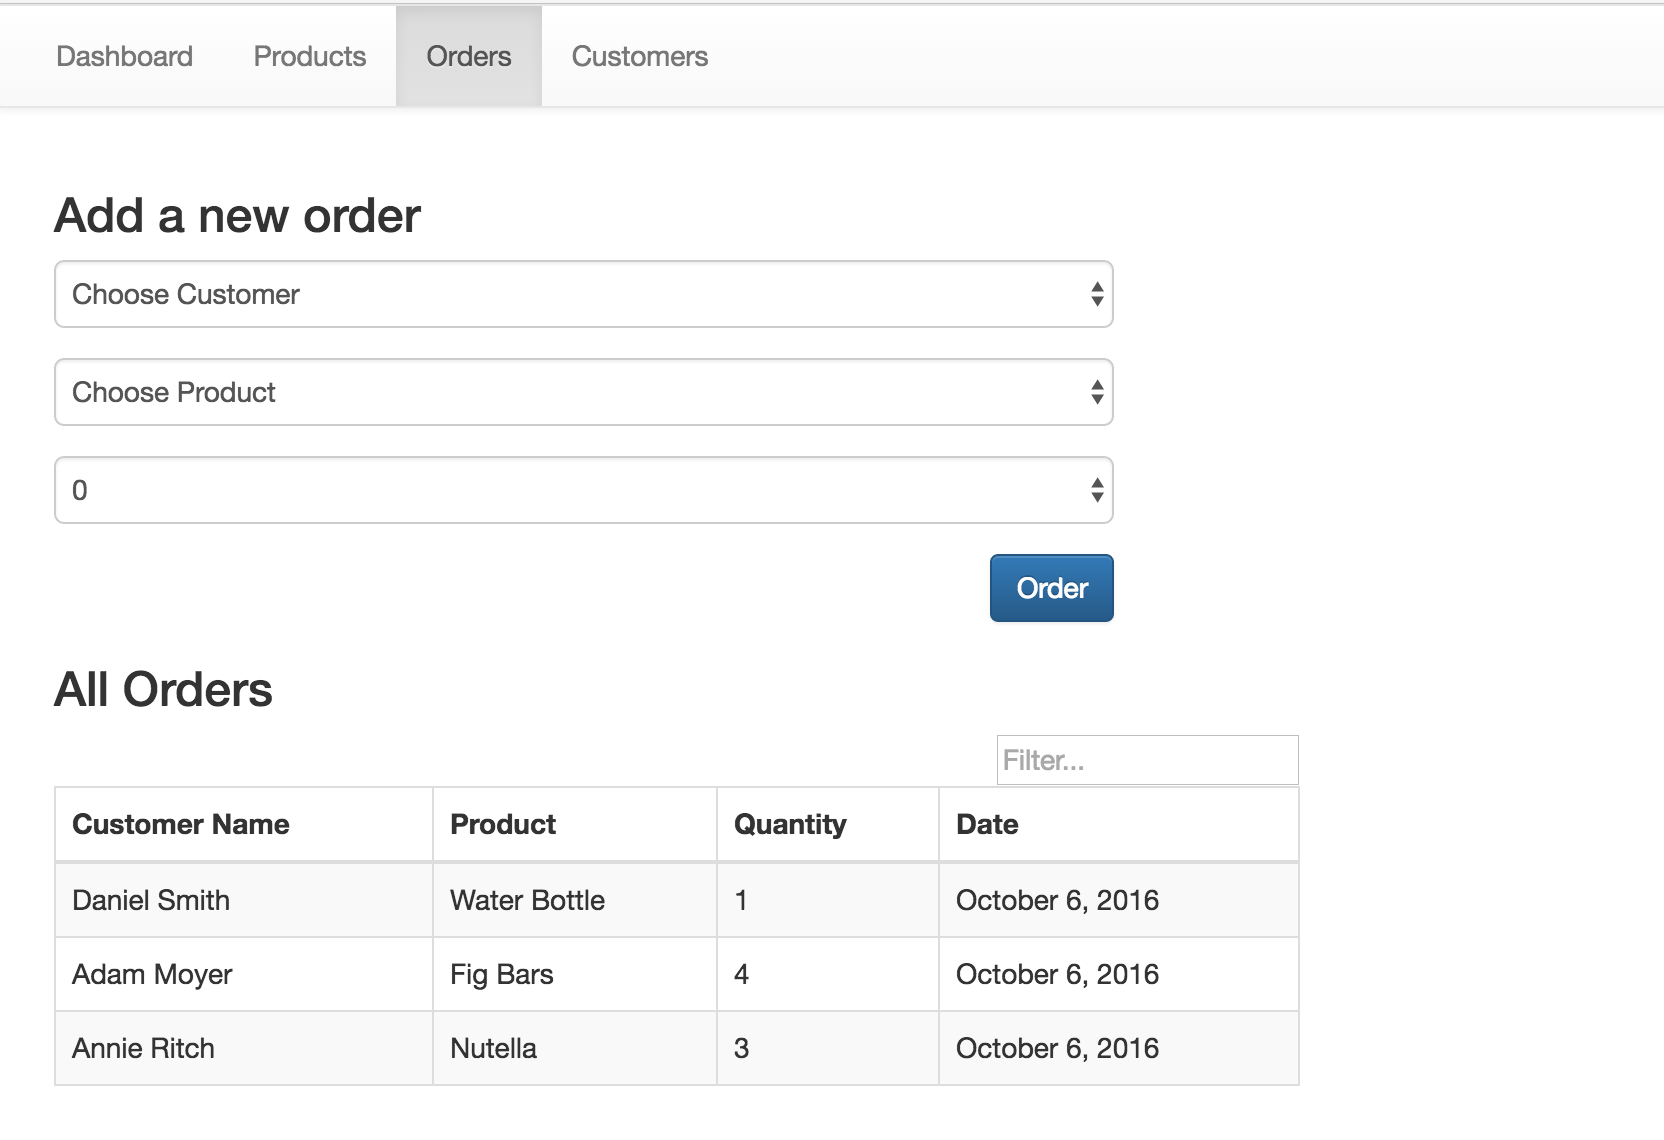 Dashboard Products Orders Customers
Add a new order
Choose Customer
Choose Product
0
Order
All Orders
Filter...
Customer Name Product Quantity Date
Daniel Smith Water Bottle 1 October 6, 2016
Adam Moyer Fig Bars 4 October 6, 2016
Annie Ritch Nutella 3 October 6, 2016